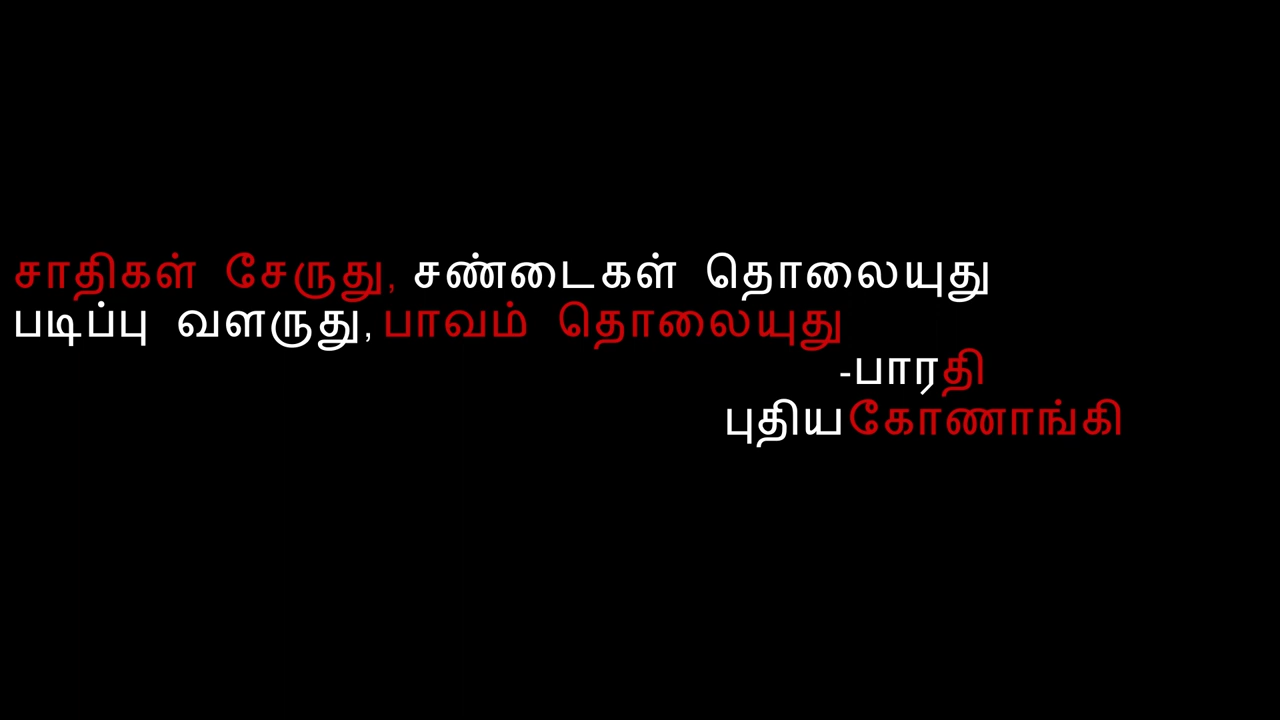 சாதிகள் சேருது, சண்டைகள் தொலையுது
படிப்பு வளருது, பாவம் தொலையுது
-பாரதி
புதியகோணாங்கி